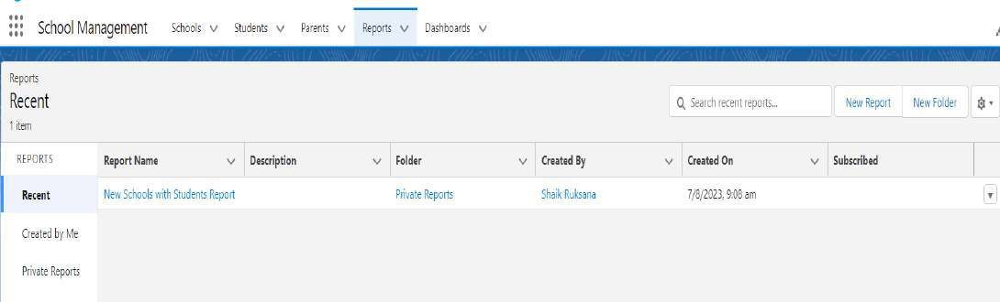 School Management Schools Students Parents Reports Dashboards
Reports
Recent
1 item
Search recent reports...
New Report
New Folder
REPORTS
Report Name Description Folder Created By Created On Subscribed
Recent
New Schools with Students Report Private Reports Shaik Ruksana 7/8/2023, 9:08 am
Created by Me
Private Reports